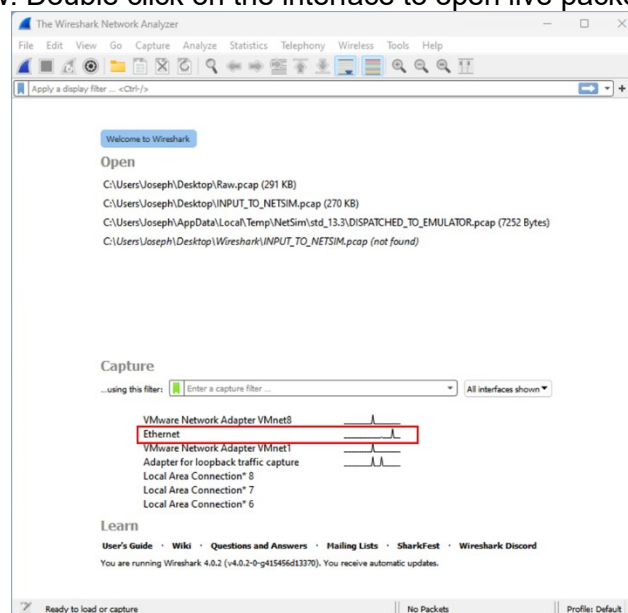 w. Double click on the interface to open live pack
The Wireshark Network Analyzer
File Edit View Go Capture Analyze Statistics Telephony Wireless Tools Help
Apply a display filter ... <Ctrl-/>
Welcome to Wireshark
Open
C:\Users\Joseph\Desktop\Raw.pcap (291 KB)
C:\Users\Joseph\Desktop\INPUT_TO_NETSIM.pcap (270 KB)
C:\Users\Joseph\AppData\Local\Temp\NetSim\std_13.3\DISPATCHED_TO_EMULATOR.pcap (7252 Bytes)
C:\Users\Joseph\Desktop\Wireshark\INPUT_TO_NETSIM.pcap (not found)
Capture
...using this filter: Enter a capture filter ... All interfaces shown
VMware Network Adapter VMnet8
Ethernet
VMware Network Adapter VMnet1
Adapter for loopback traffic capture
Local Area Connection* 8
Local Area Connection* 7
Local Area Connection* 6
Learn
User's Guide · Wiki · Questions and Answers · Mailing Lists · SharkFest · Wireshark Discord
You are running Wireshark 4.0.2 (v4.0.2-0-g415456d13370). You receive automatic updates.
Ready to load or capture No Packets Profile: Default